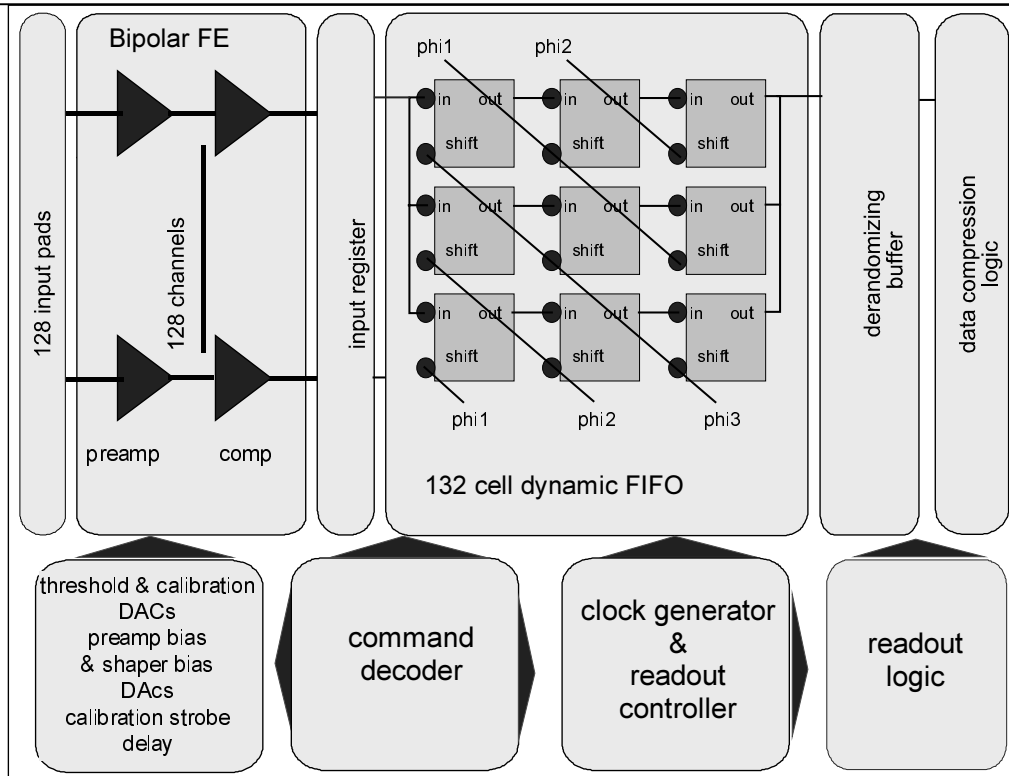 128 input pads
Bipolar FE
128 channels
preamp
comp
input register
phi1
phi2
in out
shift
in out
shift
in out
shift
in out
shift
in out
shift
in out
shift
in out
shift
in out
shift
in out
shift
phi1
phi2
phi3
132 cell dynamic FIFO
derandomizing
buffer
data compression
logic
threshold & calibration
DACs
preamp bias
& shaper bias
DAcs
calibration strobe
delay
command
decoder
clock generator
&
readout
controller
readout
logic